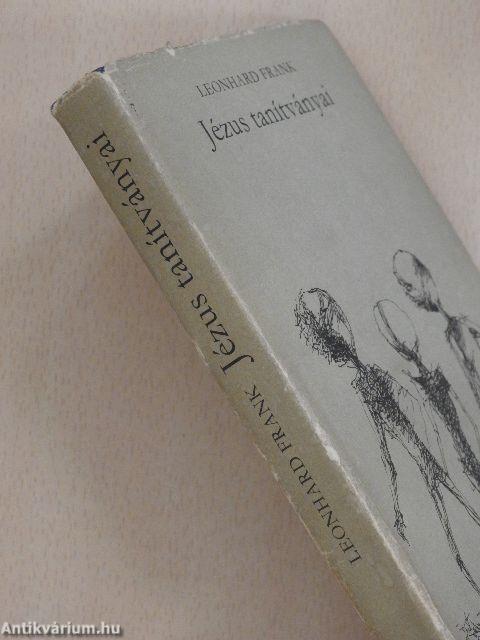 LEONHARD FRANK
Jézus tanítványai
LEONHARD FRANK Jézus tanítványai
Antikvárium.hu